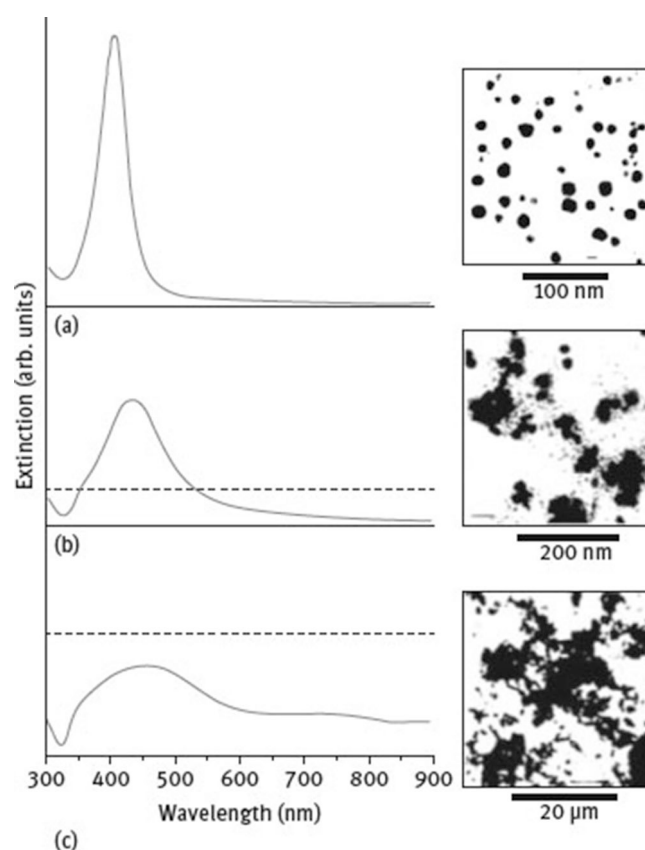 Extinction (arb. units)
(a)
100 nm
(b)
200 nm
300 400 500 600 700 800 900
Wavelength (nm)
20 µm
(c)